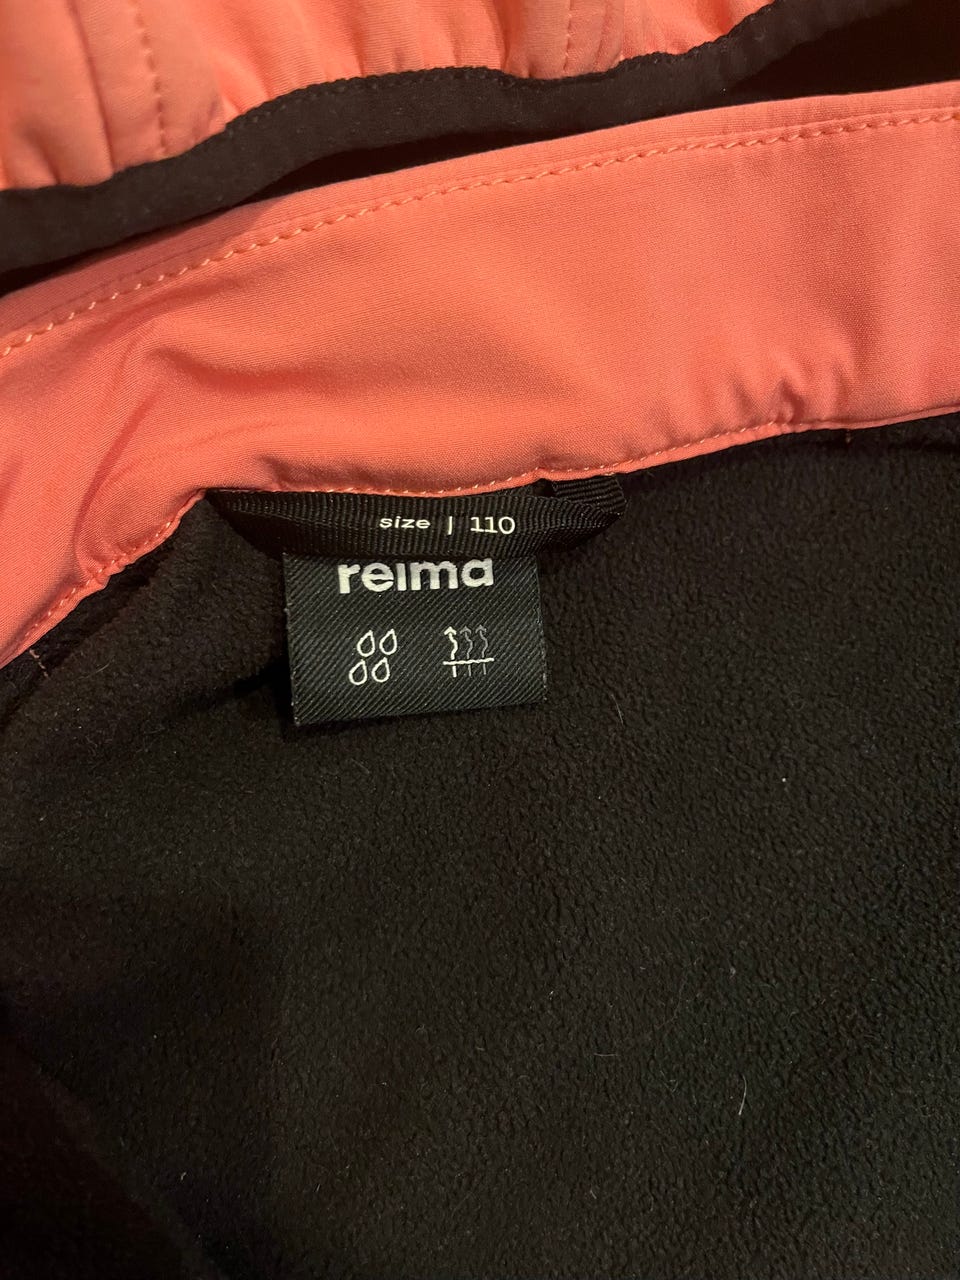 size | 110
reima